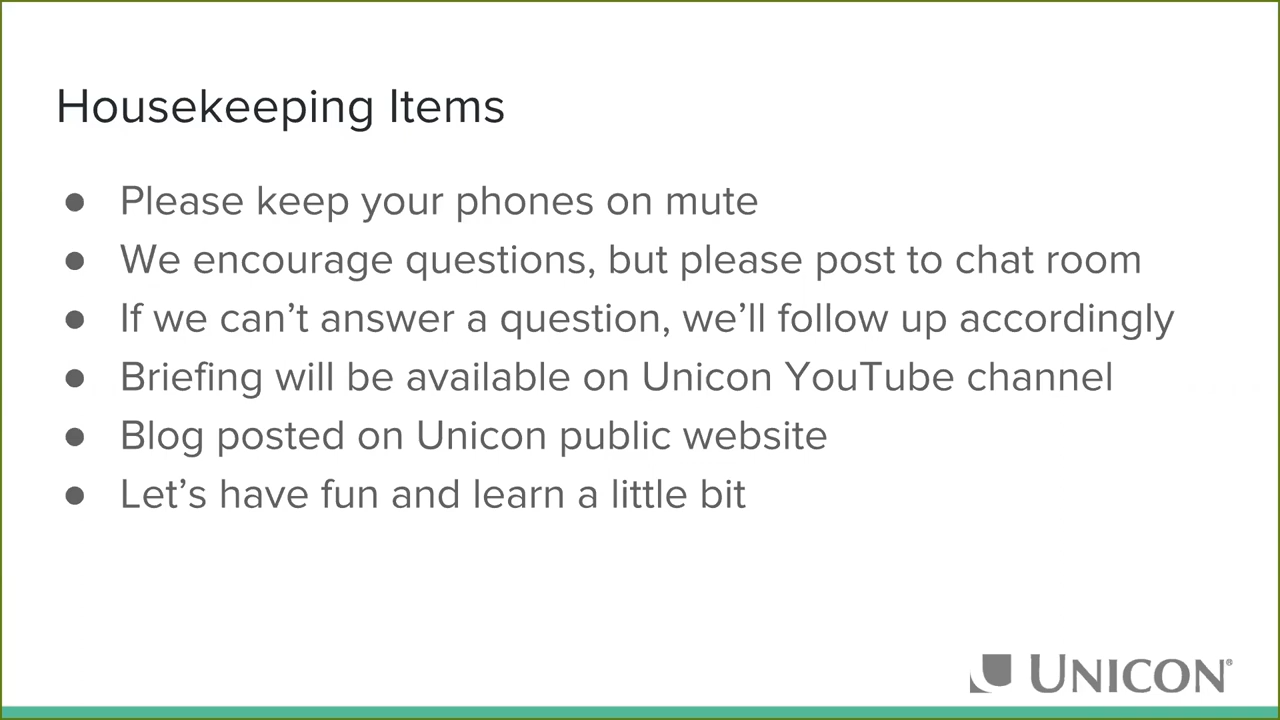 Housekeeping Items
● Please keep your phones on mute
● We encourage questions, but please post to chat room
● If we can’t answer a question, we’ll follow up accordingly
● Briefing will be available on Unicon YouTube channel
● Blog posted on Unicon public website
● Let’s have fun and learn a little bit
UNICON®